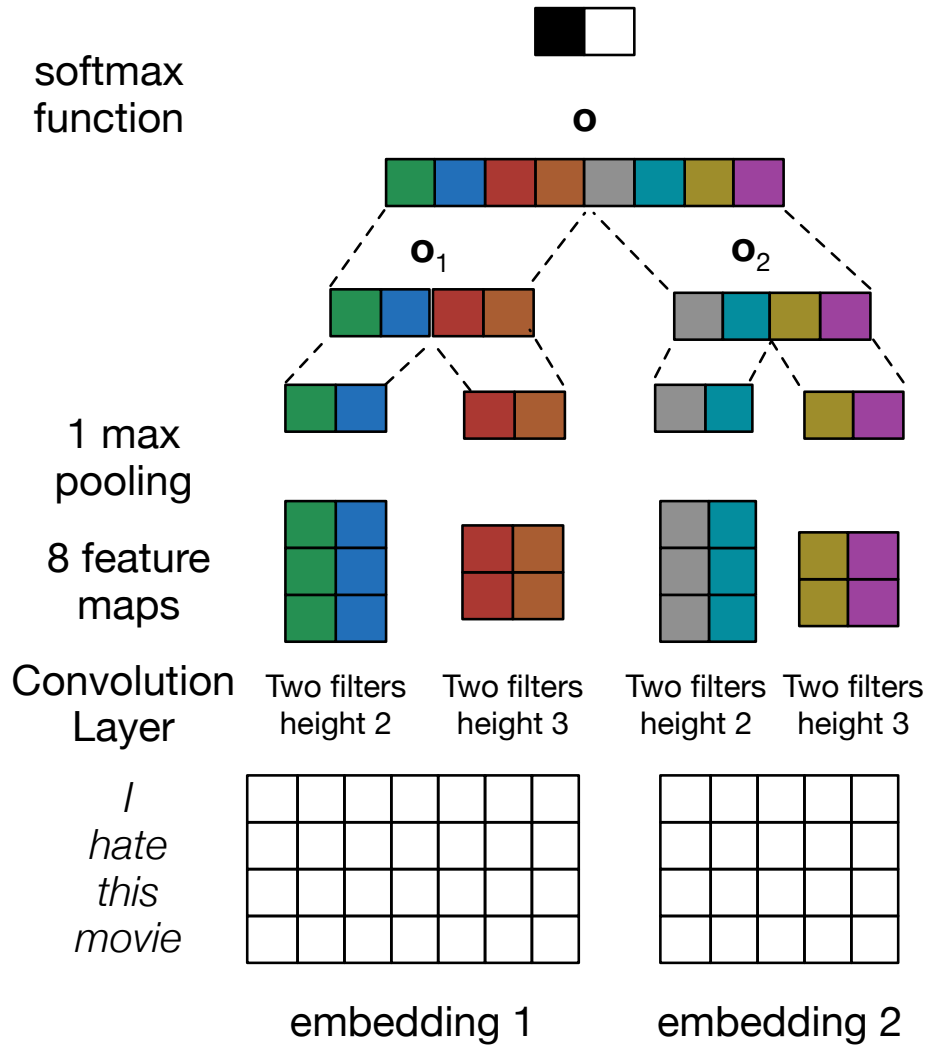 softmax
function
o
o1
o2
1 max
pooling
8 feature
maps
Convolution
Layer
Two filters
height 2
Two filters
height 3
Two filters
height 2
Two filters
height 3
I
hate
this
movie
embedding 1
embedding 2